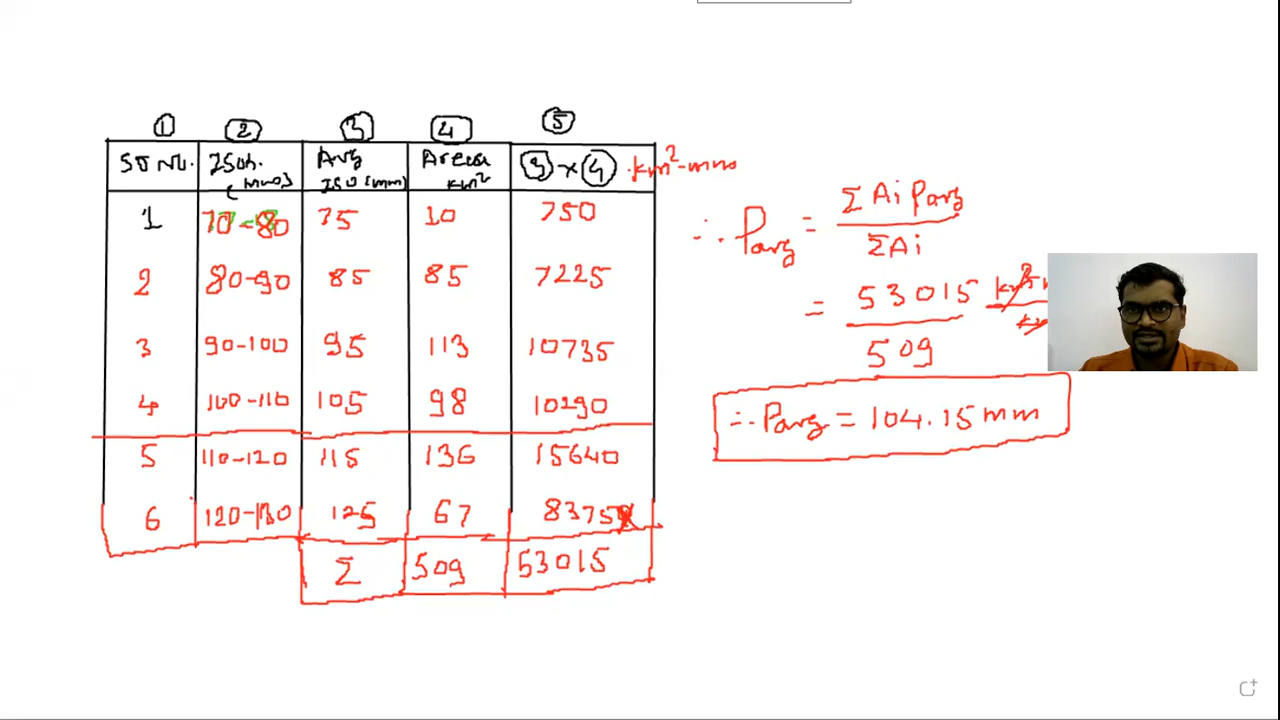 ① ② ③ ④ ⑤
Sr No. Isoh. (mm) Avg Iso (mm) Area km² ③ × ④ km²-mm
1 70-80 75 10 750
2 80-90 85 85 7225
3 90-100 95 113 10735
4 100-110 105 98 10290
5 110-120 115 136 15640
6 120-130 125 67 8375
Σ 509 53015
∴ Pavg = Σ Ai Pavg / Σ Ai
= 53015 / 509
∴ Pavg = 104.15 mm